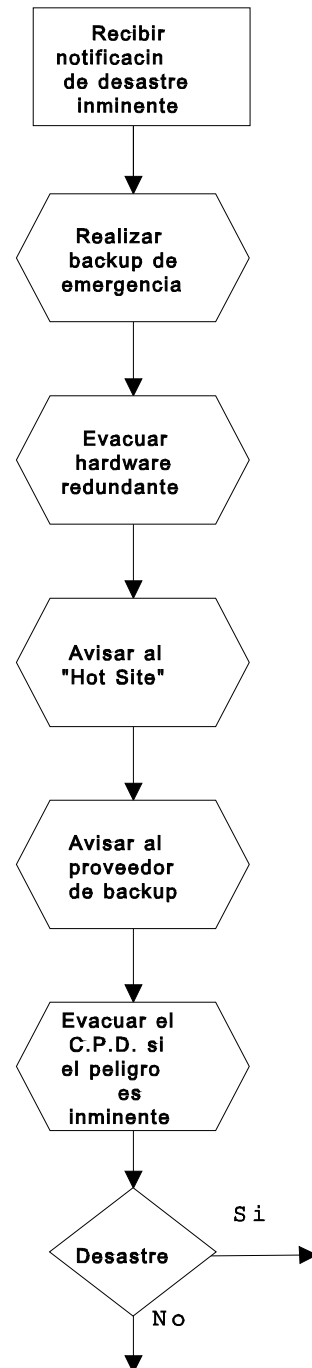 Recibir
notificacin
de desastre
inminente
Realizar
backup de
emergencia
Evacuar
hardware
redundante
Avisar al
"Hot Site"
Avisar al
proveedor
de backup
Evacuar el
C.P.D. si
el peligro
es
inminente
Si
Desastre
No